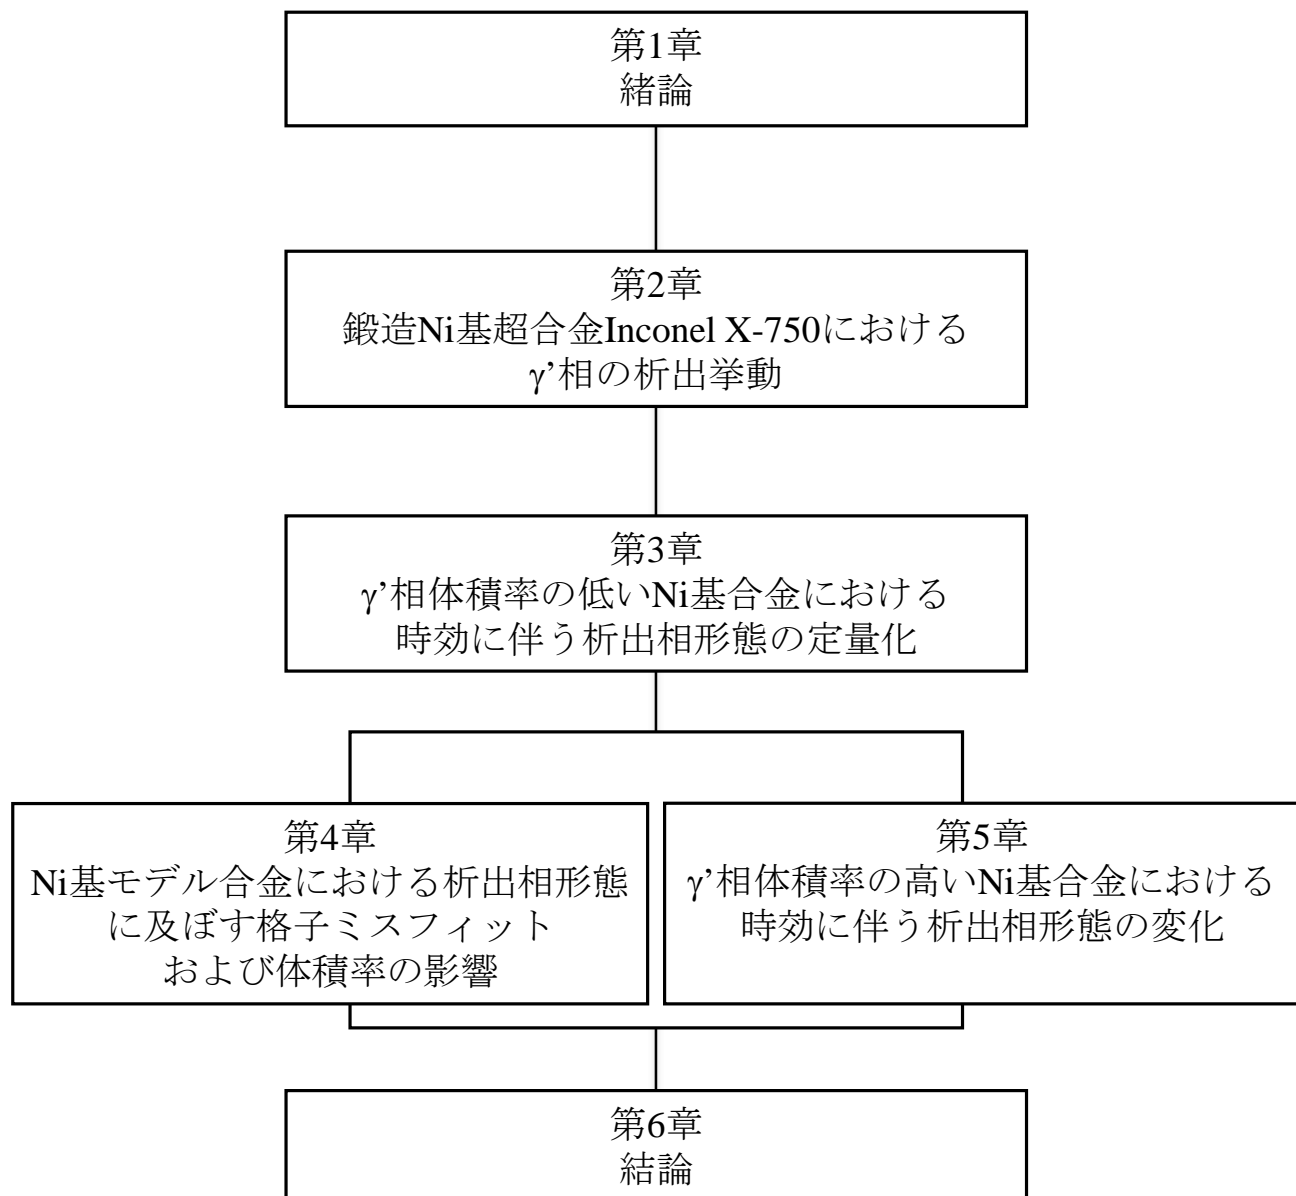 第1章
緒論
第2章
鍛造Ni基超合金Inconel X-750における
γ’相の析出挙動
第3章
γ’相体積率の低いNi基合金における
時効に伴う析出相形態の定量化
第4章
Ni基モデル合金における析出相形態
に及ぼす格子ミスフィット
および体積率の影響
第5章
γ’相体積率の高いNi基合金における
時効に伴う析出相形態の変化
第6章
結論